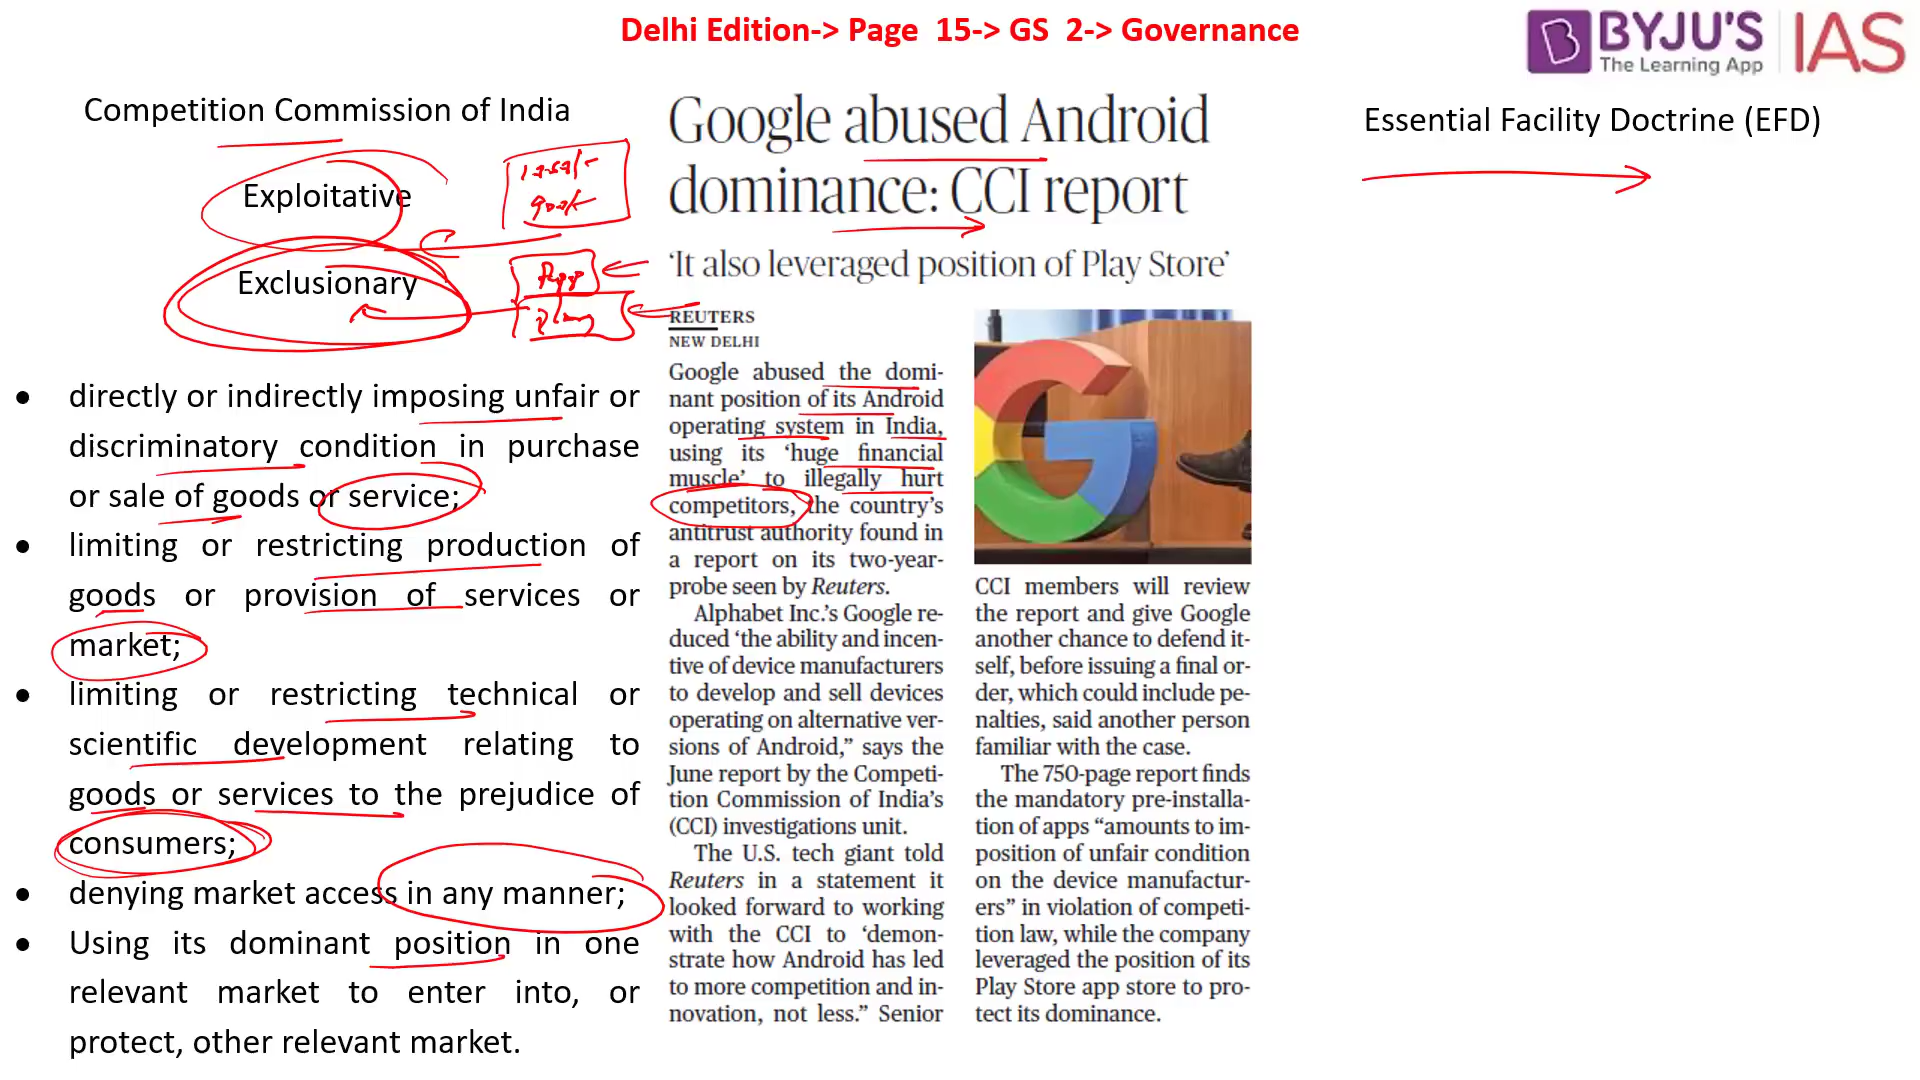 Delhi Edition-> Page 15-> GS 2-> Governance
BYJU'S
The Learning App
IAS
Competition Commission of India
Exploitative
Exclusionary
App
directly or indirectly imposing unfair or
discriminatory condition in purchase
or sale of goods or service;
limiting or restricting production of
goods or provision of services or
market;
limiting or restricting technical or
scientific development relating to
goods or services to the prejudice of
consumers;
denying market access in any manner;
Using its dominant position in one
relevant market to enter into, or
protect, other relevant market.
Google abused Android
dominance: CCI report
‘It also leveraged position of Play Store’
REUTERS
NEW DELHI
Google abused the domi-
nant position of its Android
operating system in India,
using its ‘huge financial
muscle’ to illegally hurt
competitors, the country’s
antitrust authority found in
a report on its two-year-
probe seen by Reuters.
Alphabet Inc.’s Google re-
duced ‘the ability and incen-
tive of device manufacturers
to develop and sell devices
operating on alternative ver-
sions of Android,” says the
June report by the Competi-
tion Commission of India’s
(CCI) investigations unit.
The U.S. tech giant told
Reuters in a statement it
looked forward to working
with the CCI to ‘demon-
strate how Android has led
to more competition and in-
novation, not less.” Senior
CCI members will review
the report and give Google
another chance to defend it-
self, before issuing a final or-
der, which could include pe-
nalties, said another person
familiar with the case.
The 750-page report finds
the mandatory pre-installa-
tion of apps “amounts to im-
position of unfair condition
on the device manufactur-
ers” in violation of competi-
tion law, while the company
leveraged the position of its
Play Store app store to pro-
tect its dominance.
Essential Facility Doctrine (EFD)